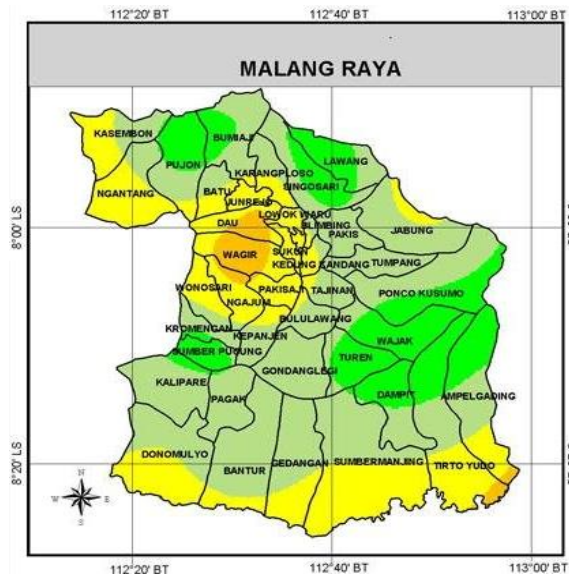 112°20' BT 112°40' BT 113°00' BT
MALANG RAYA
KASEMBON
BUMIAJI
PUJON
LAWANG
KARANGPLOSO
SINGOSARI
NGANTANG
BATU
JUNREJO
LOWOK WARU
8°00' LS
DAU
BLIMBING
PAKIS
JABUNG
WAGIR
SUKUN
KEDUNG KANDANG
TUMPANG
WONOSARI
PAKISAJI
TAJINAN
PONCO KUSUMO
NGAJUM
BULULAWANG
KROMENGAN
KEPANJEN
WAJAK
SUMBER PUCUNG
TUREN
GONDANGLEGI
KALIPARE
DAMPIT
AMPELGADING
PAGAK
8°20' LS
DONOMULYO
BANTUR
GEDANGAN
SUMBERMANJING
TIRTO YUDO
N
W E
S
112°20' BT 112°40' BT 113°00' BT